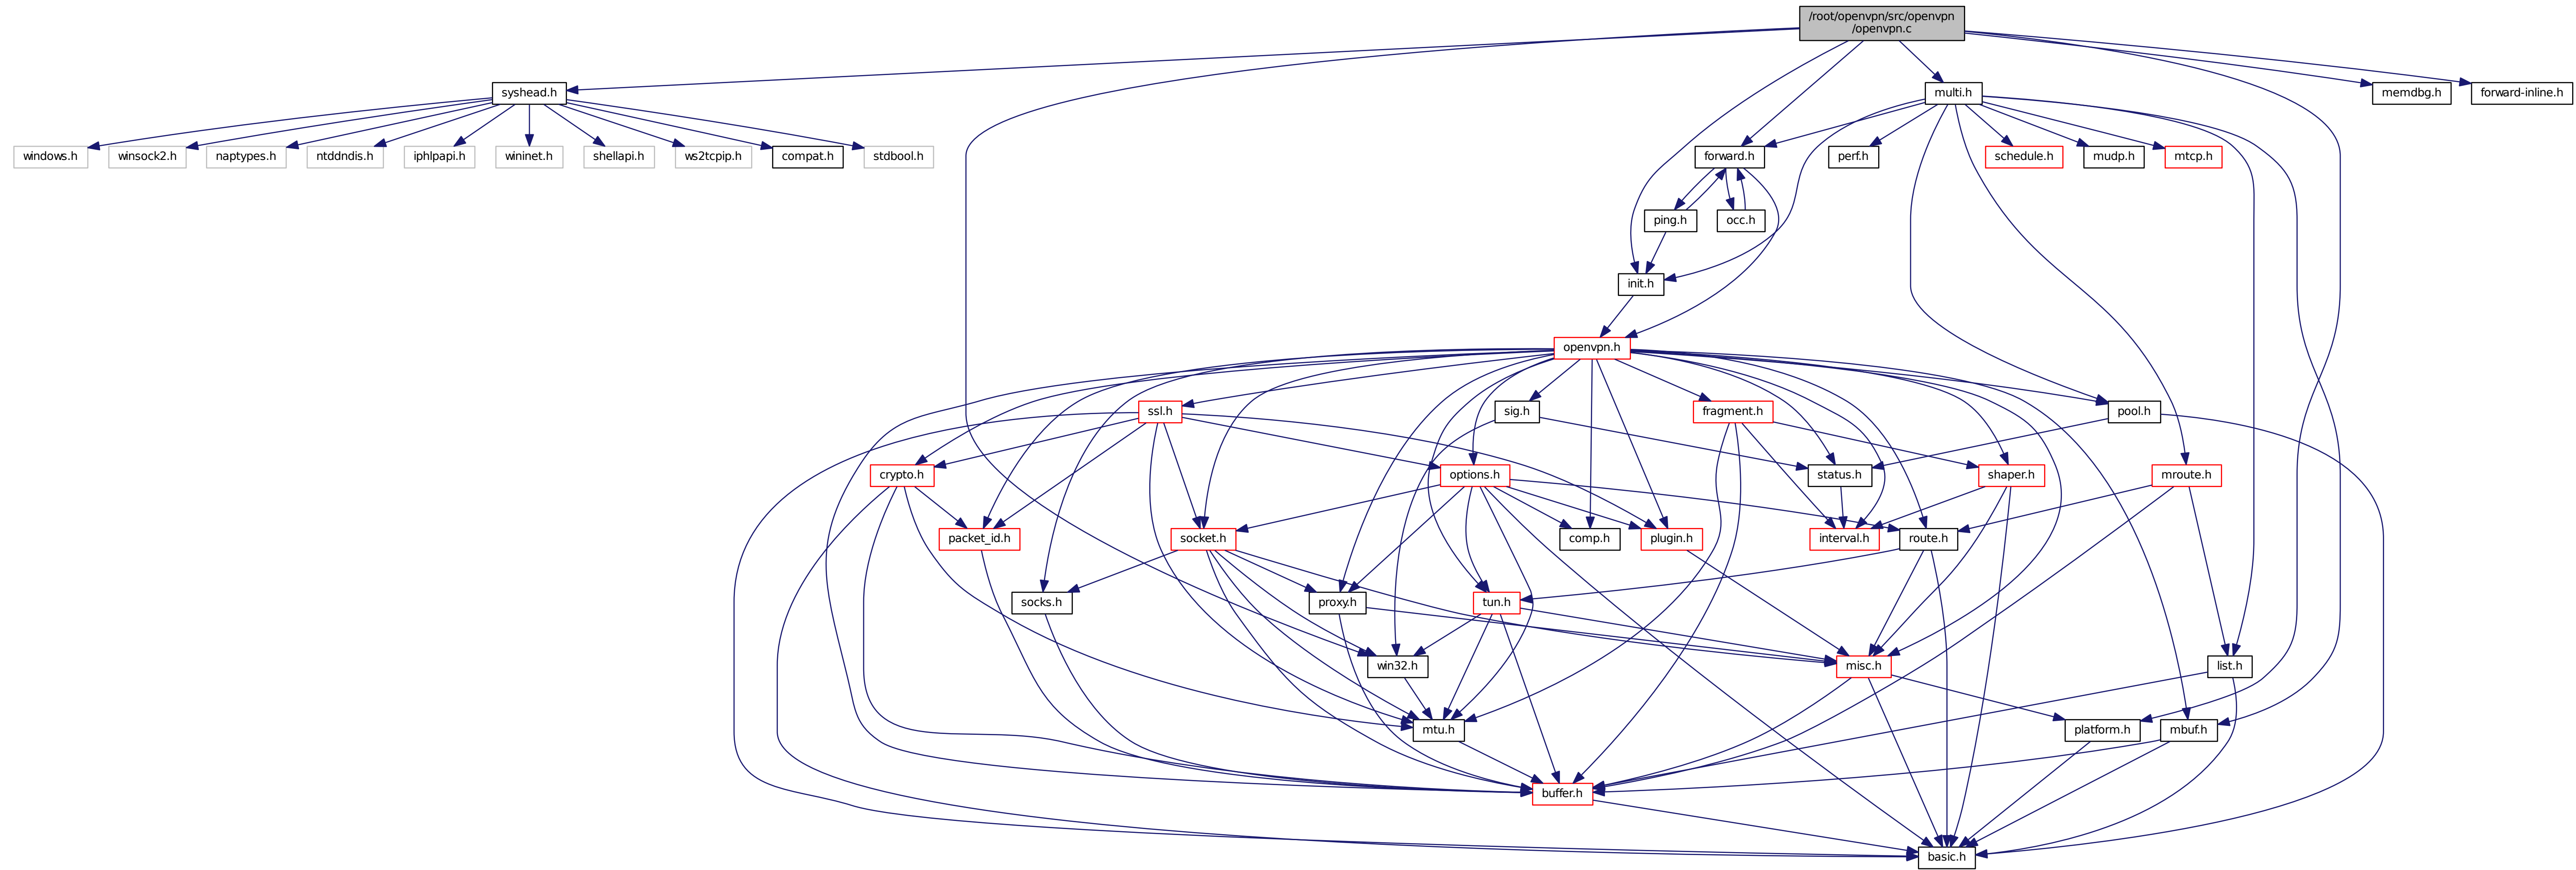 /root/openvpn/src/openvpn
/openvpn.c
syshead.h
multi.h
memdbg.h
forward-inline.h
windows.h
winsock2.h
naptypes.h
ntddndis.h
iphlpapi.h
wininet.h
shellapi.h
ws2tcpip.h
compat.h
stdbool.h
forward.h
perf.h
schedule.h
mudp.h
mtcp.h
ping.h
occ.h
init.h
openvpn.h
ssl.h
sig.h
fragment.h
pool.h
crypto.h
options.h
status.h
shaper.h
mroute.h
packet_id.h
socket.h
comp.h
plugin.h
interval.h
route.h
socks.h
proxy.h
tun.h
win32.h
misc.h
list.h
mtu.h
platform.h
mbuf.h
buffer.h
basic.h